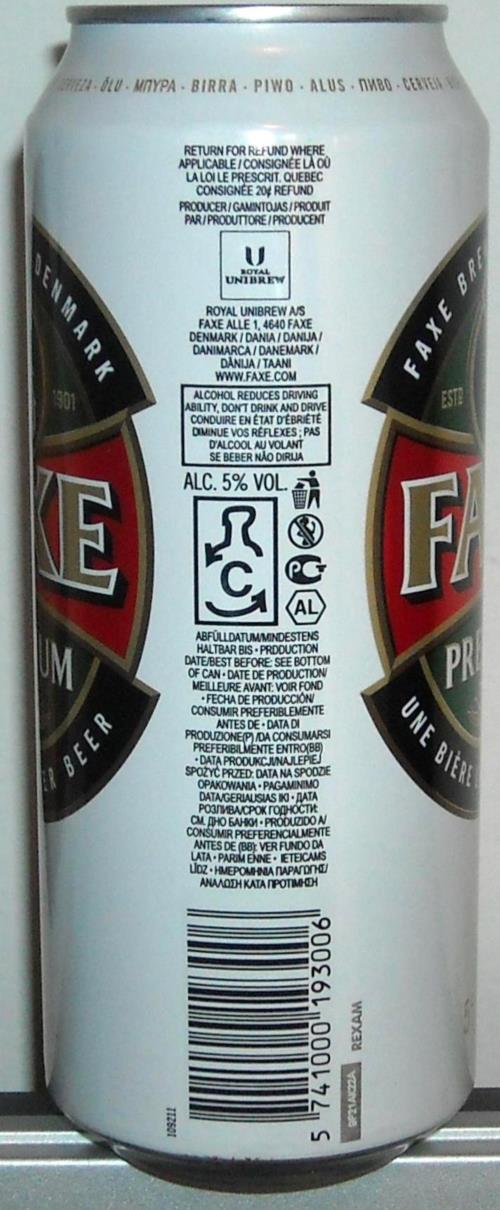 CERVEZA · ÕLU · ΜΠΥΡΑ · BIRRA · PIWO · ALUS · ПИВО · CERVEJA
RETURN FOR REFUND WHERE
APPLICABLE / CONSIGNÉE LÀ OÙ
LA LOI LE PRESCRIT. QUEBEC
CONSIGNÉE 20¢ REFUND
PRODUCER / GAMINTOJAS / PRODUIT
PAR / PRODUTTORE / PRODUCENT
ROYAL
UNIBREW
ROYAL UNIBREW A/S
FAXE ALLE 1, 4640 FAXE
DENMARK / DANIA / DANIJA /
DANIMARCA / DANEMARK /
DĀNIJA / TAANI
WWW.FAXE.COM
ALCOHOL REDUCES DRIVING
ABILITY, DON'T DRINK AND DRIVE
CONDUIRE EN ÉTAT D'ÉBRIÉTÉ
DIMINUE VOS RÉFLEXES ; PAS
D'ALCOOL AU VOLANT
SE BEBER NÃO DIRIJA
ALC. 5% VOL.
C
AL
ABFÜLLDATUM/MINDESTENS
HALTBAR BIS · PRODUCTION
DATE/BEST BEFORE: SEE BOTTOM
OF CAN · DATE DE PRODUCTION/
MEILLEURE AVANT: VOIR FOND
· FECHA DE PRODUCCIÓN/
CONSUMIR PREFERIBLEMENTE
ANTES DE · DATA DI
PRODUZIONE(P) /DA CONSUMARSI
PREFERIBILMENTE ENTRO(BB)
· DATA PRODUKCJI/NAJLEPIEJ
SPOŻYĆ PRZED: DATA NA SPODZIE
OPAKOWANIA · PAGAMINIMO
DATA/GERIAUSIAS IKI · ДАТА
РОЗЛИВА/СРОК ГОДНОСТИ:
СМ. ДНО БАНКИ · PRODUZIDO A/
CONSUMIR PREFERENCIALMENTE
ANTES DE (BB): VER FUNDO DA
LATA · PARIM ENNE · IETEICAMS
LĪDZ · ΗΜΕΡΟΜΗΝΙΑ ΠΑΡΑΓΩΓΗΣ/
ΑΝΑΛΩΣΗ ΚΑΤΑ ΠΡΟΤΙΜΗΣΗ
5 741000 193006
REXAM
109211
DENMARK
1901
XE
UM
ER BEER
FAXE BRE
ESTD
FA
PRE
UNE BIÈRE